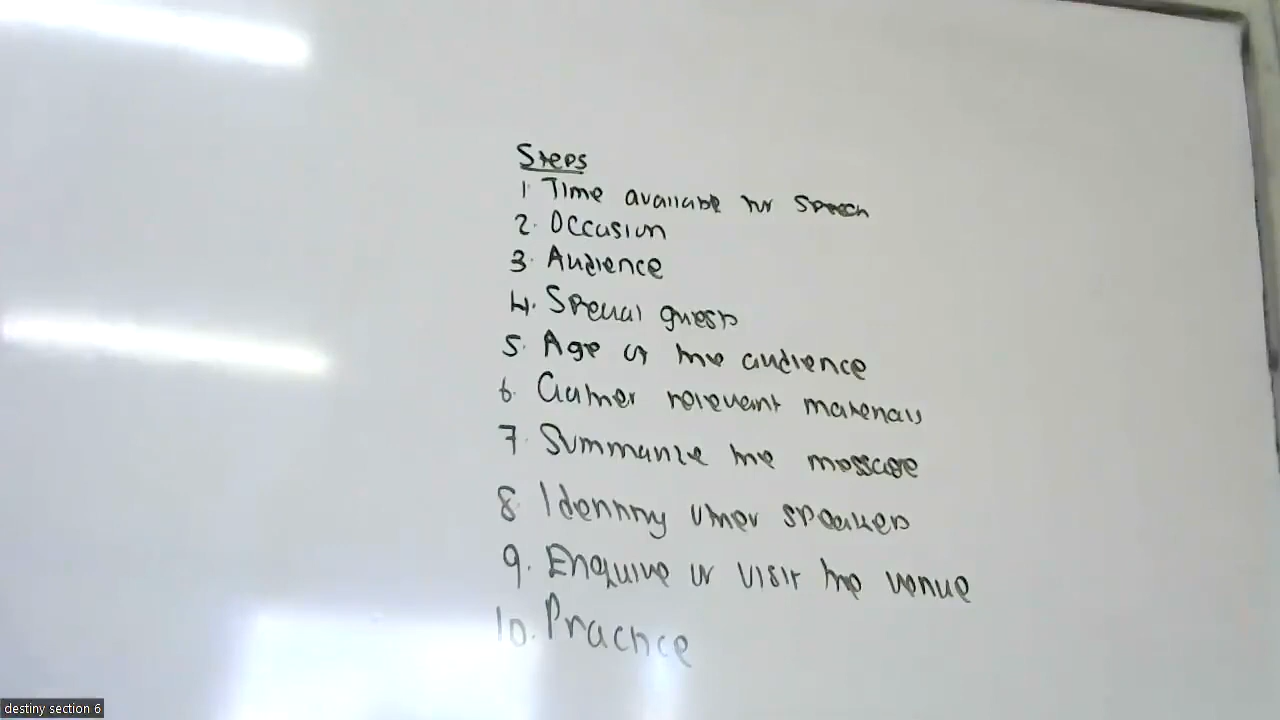 Steps
1. Time available for speech
2. Occasion
3. Audience
4. Special guests
5. Age of the audience
6. Gather relevant materials
7. Summarize the message
8. Identify other speakers
9. Enquire or visit the venue
10. Practice
destiny section 6